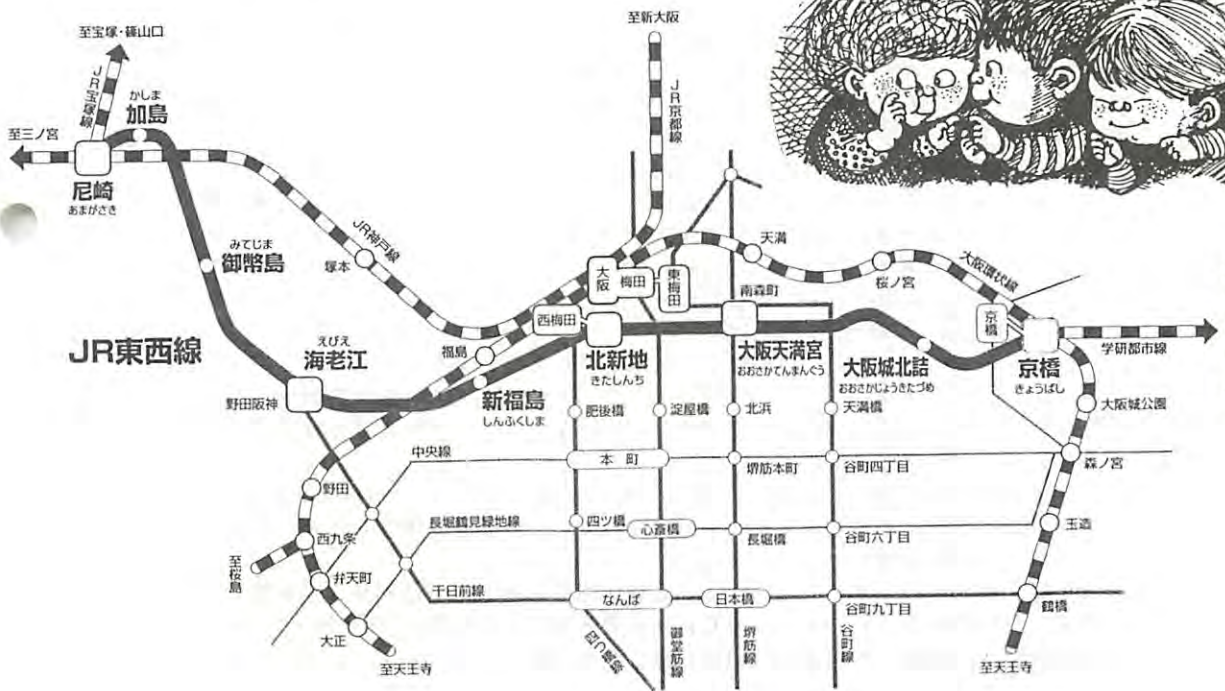 至宝塚・篠山口
JR宝塚線
かしま
加島
至三ノ宮
尼崎
あまがさき
至新大阪
JR京都線
JR神戸線
塚本
みてじま
御幣島
JR東西線
えびえ
海老江
野田阪神
福島
新福島
しんふくしま
大阪
梅田
東梅田
西梅田
北新地
きたしんち
天満
南森町
大阪天満宮
おおさかてんまんぐう
桜ノ宮
大阪環状線
大阪城北詰
おおさかじょうきたづめ
京橋
京橋
きょうばし
学研都市線
大阪城公園
肥後橋
淀屋橋
北浜
天満橋
中央線
本町
堺筋本町
谷町四丁目
森ノ宮
野田
長堀鶴見緑地線
四ツ橋
心斎橋
長堀橋
谷町六丁目
玉造
西九条
至桜島
弁天町
千日前線
なんば
日本橋
谷町九丁目
鶴橋
大正
至天王寺
四つ橋線
御堂筋線
堺筋線
谷町線
至天王寺